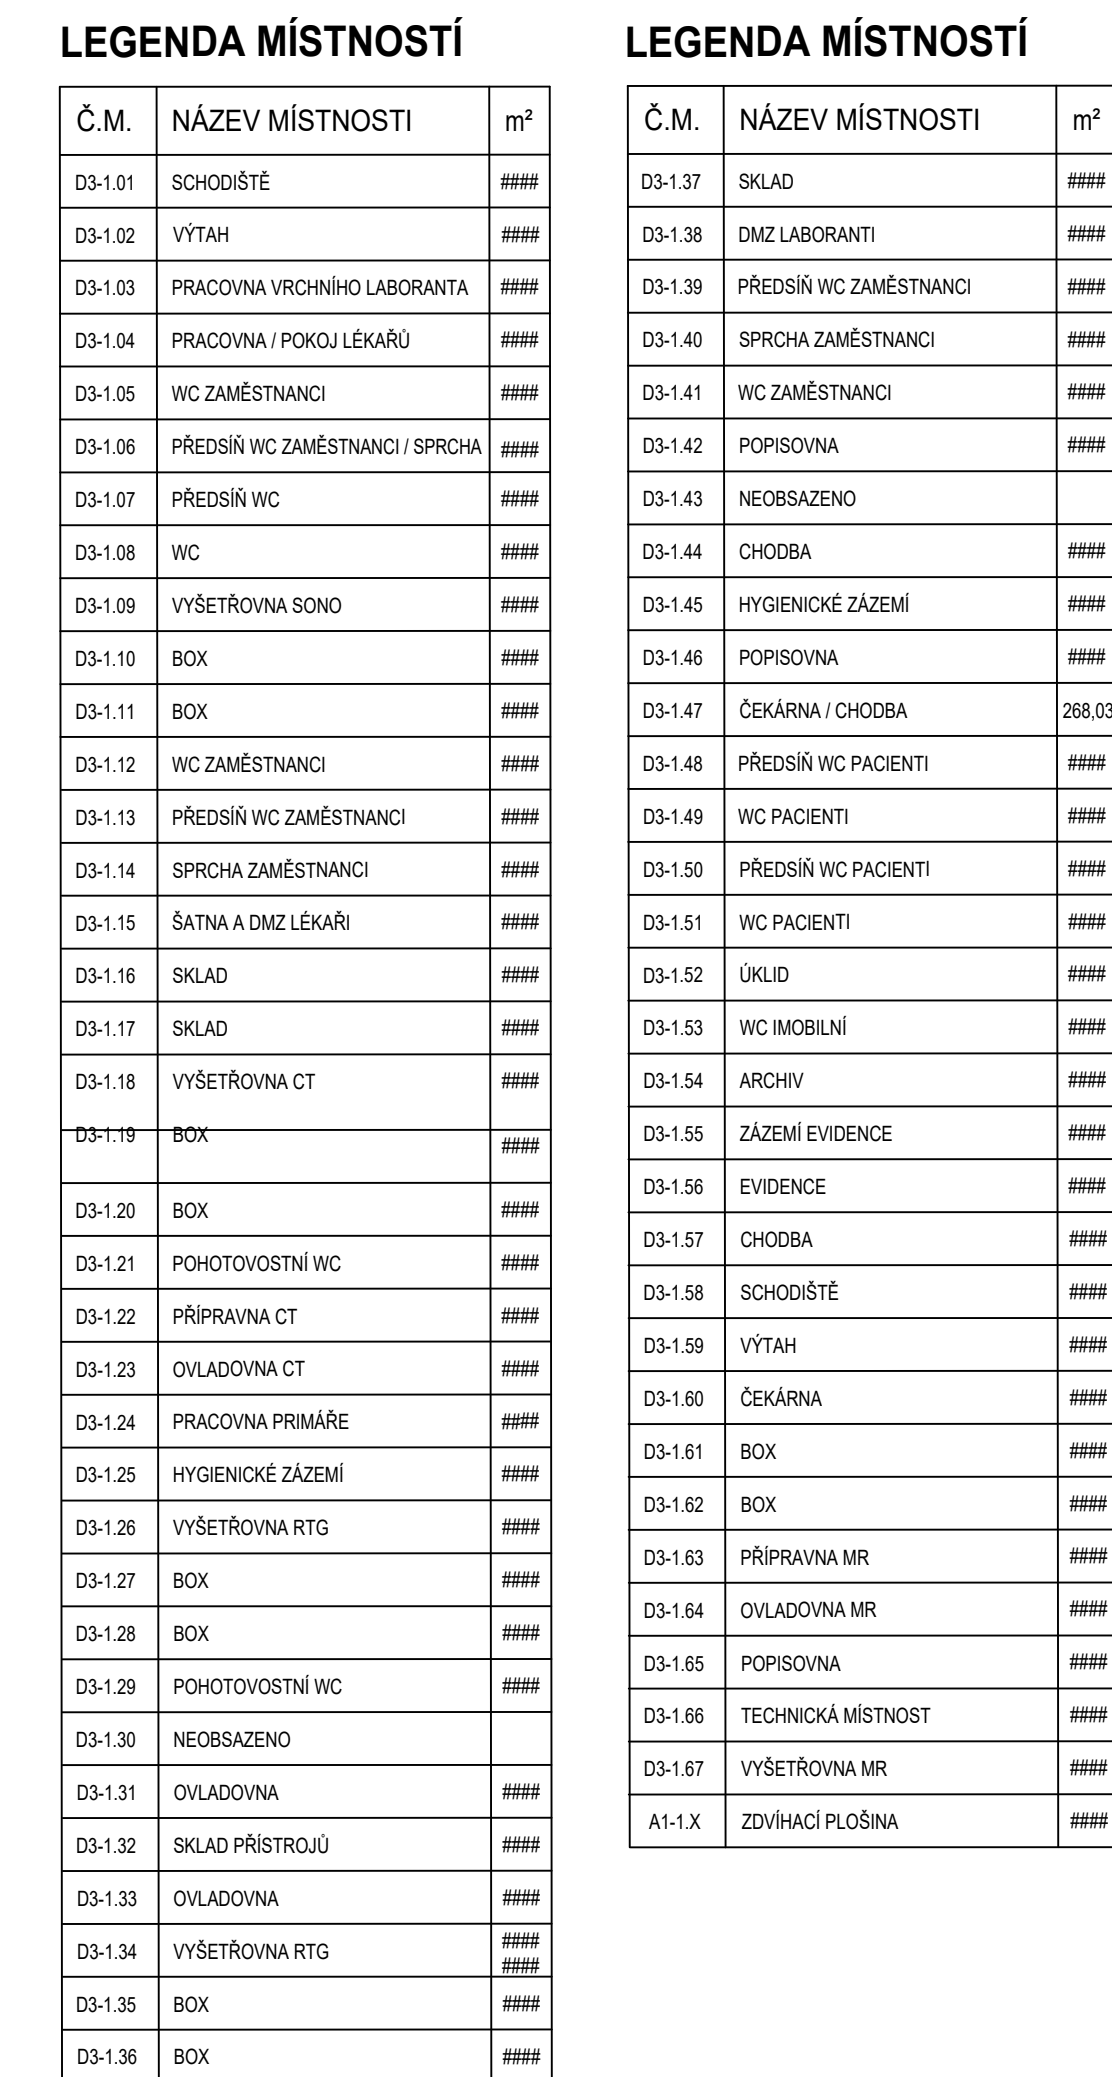 LEGENDA MÍSTNOSTÍ
Č.M. NÁZEV MÍSTNOSTI m²
D3-1.01 SCHODIŠTĚ ####
D3-1.02 VÝTAH ####
D3-1.03 PRACOVNA VRCHNÍHO LABORANTA ####
D3-1.04 PRACOVNA / POKOJ LÉKAŘŮ ####
D3-1.05 WC ZAMĚSTNANCI ####
D3-1.06 PŘEDSÍŇ WC ZAMĚSTNANCI / SPRCHA ####
D3-1.07 PŘEDSÍŇ WC ####
D3-1.08 WC ####
D3-1.09 VYŠETŘOVNA SONO ####
D3-1.10 BOX ####
D3-1.11 BOX ####
D3-1.12 WC ZAMĚSTNANCI ####
D3-1.13 PŘEDSÍŇ WC ZAMĚSTNANCI ####
D3-1.14 SPRCHA ZAMĚSTNANCI ####
D3-1.15 ŠATNA A DMZ LÉKAŘI ####
D3-1.16 SKLAD ####
D3-1.17 SKLAD ####
D3-1.18 VYŠETŘOVNA CT ####
D3-1.19 BOX ####
D3-1.20 BOX ####
D3-1.21 POHOTOVOSTNÍ WC ####
D3-1.22 PŘÍPRAVNA CT ####
D3-1.23 OVLADOVNA CT ####
D3-1.24 PRACOVNA PRIMÁŘE ####
D3-1.25 HYGIENICKÉ ZÁZEMÍ ####
D3-1.26 VYŠETŘOVNA RTG ####
D3-1.27 BOX ####
D3-1.28 BOX ####
D3-1.29 POHOTOVOSTNÍ WC ####
D3-1.30 NEOBSAZENO
D3-1.31 OVLADOVNA ####
D3-1.32 SKLAD PŘÍSTROJŮ ####
D3-1.33 OVLADOVNA ####
D3-1.34 VYŠETŘOVNA RTG ####
####
D3-1.35 BOX ####
D3-1.36 BOX ####
LEGENDA MÍSTNOSTÍ
Č.M. NÁZEV MÍSTNOSTI m²
D3-1.37 SKLAD ####
D3-1.38 DMZ LABORANTI ####
D3-1.39 PŘEDSÍŇ WC ZAMĚSTNANCI ####
D3-1.40 SPRCHA ZAMĚSTNANCI ####
D3-1.41 WC ZAMĚSTNANCI ####
D3-1.42 POPISOVNA ####
D3-1.43 NEOBSAZENO
D3-1.44 CHODBA ####
D3-1.45 HYGIENICKÉ ZÁZEMÍ ####
D3-1.46 POPISOVNA ####
D3-1.47 ČEKÁRNA / CHODBA 268,03
D3-1.48 PŘEDSÍŇ WC PACIENTI ####
D3-1.49 WC PACIENTI ####
D3-1.50 PŘEDSÍŇ WC PACIENTI ####
D3-1.51 WC PACIENTI ####
D3-1.52 ÚKLID ####
D3-1.53 WC IMOBILNÍ ####
D3-1.54 ARCHIV ####
D3-1.55 ZÁZEMÍ EVIDENCE ####
D3-1.56 EVIDENCE ####
D3-1.57 CHODBA ####
D3-1.58 SCHODIŠTĚ ####
D3-1.59 VÝTAH ####
D3-1.60 ČEKÁRNA ####
D3-1.61 BOX ####
D3-1.62 BOX ####
D3-1.63 PŘÍPRAVNA MR ####
D3-1.64 OVLADOVNA MR ####
D3-1.65 POPISOVNA ####
D3-1.66 TECHNICKÁ MÍSTNOST ####
D3-1.67 VYŠETŘOVNA MR ####
A1-1.X ZDVÍHACÍ PLOŠINA ####